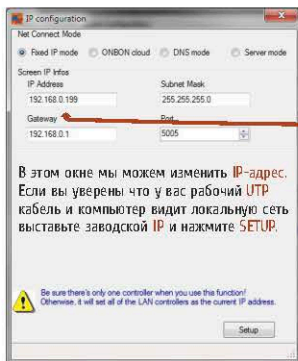 IP configuration
Net Connect Mode
Fixed IP mode ONBON cloud DNS mode Server mode
Screen IP Infos
IP Address Subnet Mask
192.168.0.199 255.255.255.0
Gateway Port
192.168.0.1 5005
В этом окне мы можем изменить IP-адрес.
Если вы уверены что у вас рабочий UTP
кабель и компьютер видит локальную сеть
выставьте заводской IP и нажмите SETUP.
Be sure there's only one controller when you use this function!
Otherwise, it will set all of the LAN controllers as the current IP address.
Setup